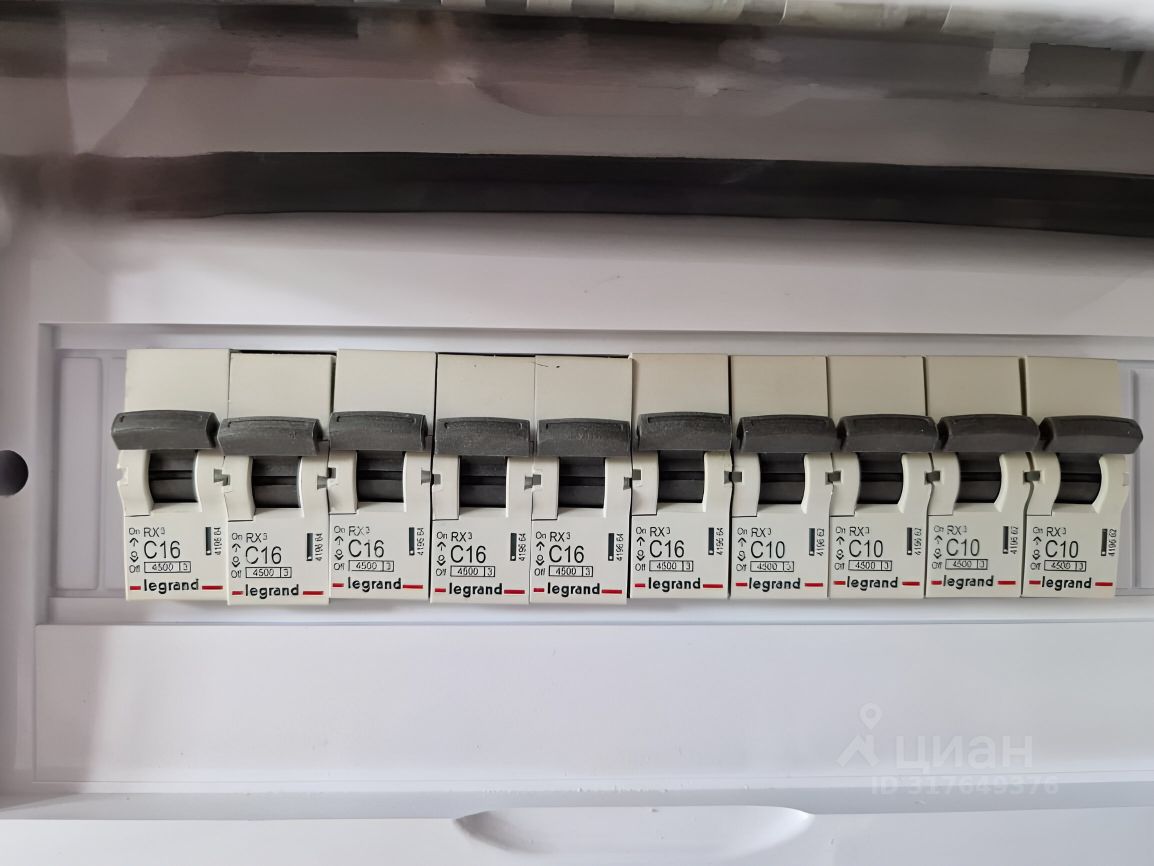 On RX³ 4196 64
C16
Off 4500 3
legrand
On RX³ 4196 64
C16
Off 4500 3
legrand
On RX³ 4196 64
C16
Off 4500 3
legrand
On RX³ 4196 64
C16
Off 4500 3
legrand
On RX³ 4196 64
C16
Off 4500 3
legrand
On RX³ 4196 64
C16
Off 4500 3
legrand
On RX³ 4196 62
C10
Off 4500 3
legrand
On RX³ 4196 62
C10
Off 4500 3
legrand
On RX³ 4196 62
C10
Off 4500 3
legrand
On RX³ 4196 62
C10
Off 4500 3
legrand
циан
ID 317649376